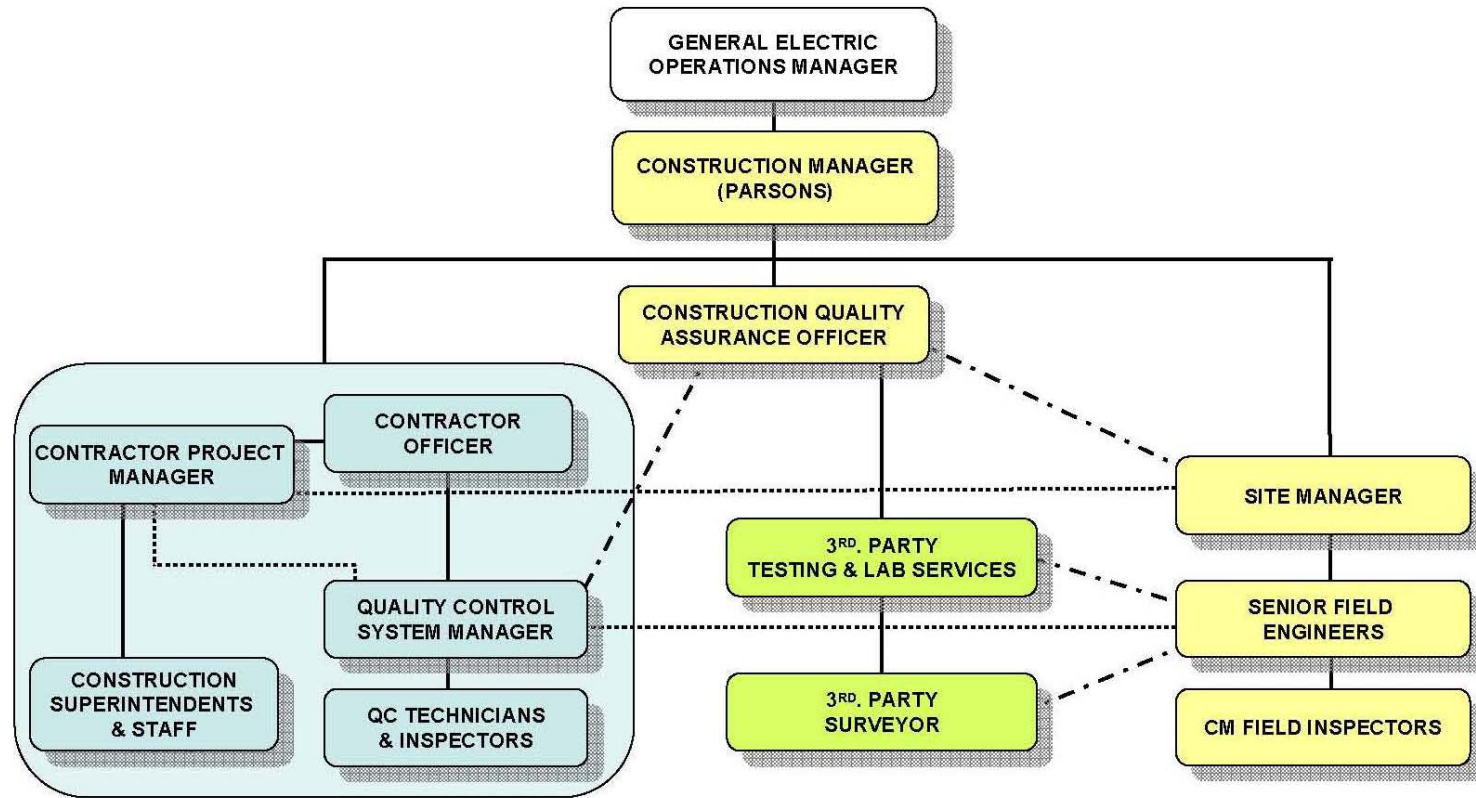 GENERAL ELECTRIC
OPERATIONS MANAGER
CONSTRUCTION MANAGER
(PARSONS)
CONSTRUCTION QUALITY
ASSURANCE OFFICER
CONTRACTOR
OFFICER
CONTRACTOR PROJECT
MANAGER
SITE MANAGER
3RD. PARTY
TESTING & LAB SERVICES
QUALITY CONTROL
SYSTEM MANAGER
SENIOR FIELD
ENGINEERS
CONSTRUCTION
SUPERINTENDENTS
& STAFF
QC TECHNICIANS
& INSPECTORS
3RD. PARTY
SURVEYOR
CM FIELD INSPECTORS